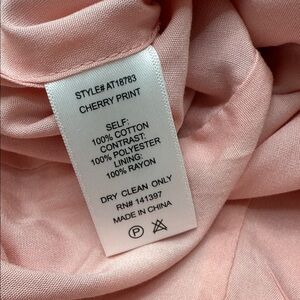 STYLE# AT18783
CHERRY PRINT
SELF:
100% COTTON
CONTRAST:
100% POLYESTER
LINING:
100% RAYON
DRY CLEAN ONLY
RN# 141397
MADE IN CHINA
P